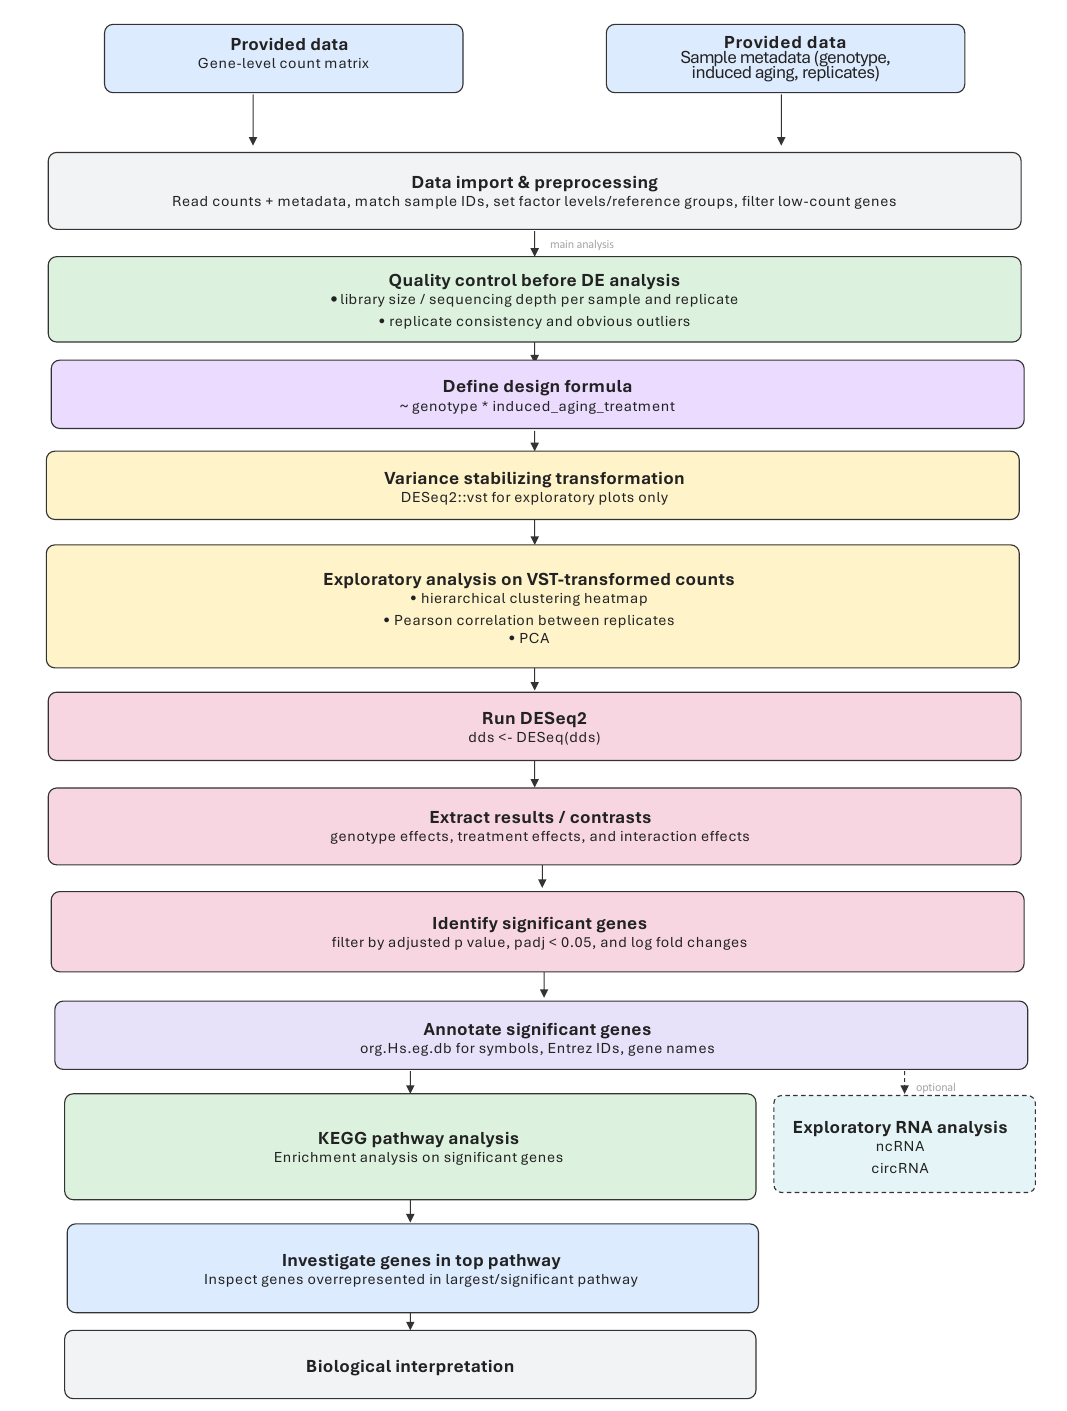 Provided data
Gene-level count matrix
Provided data
Sample metadata (genotype,
induced aging, replicates)
Data import & preprocessing
Read counts + metadata, match sample IDs, set factor levels/reference groups, filter low-count genes
main analysis
Quality control before DE analysis
• library size / sequencing depth per sample and replicate
• replicate consistency and obvious outliers
Define design formula
~ genotype * induced_aging_treatment
Variance stabilizing transformation
DESeq2::vst for exploratory plots only
Exploratory analysis on VST-transformed counts
• hierarchical clustering heatmap
• Pearson correlation between replicates
• PCA
Run DESeq2
dds <- DESeq(dds)
Extract results / contrasts
genotype effects, treatment effects, and interaction effects
Identify significant genes
filter by adjusted p value, padj < 0.05, and log fold changes
Annotate significant genes
org.Hs.eg.db for symbols, Entrez IDs, gene names
optional
KEGG pathway analysis
Enrichment analysis on significant genes
Exploratory RNA analysis
ncRNA
circRNA
Investigate genes in top pathway
Inspect genes overrepresented in largest/significant pathway
Biological interpretation